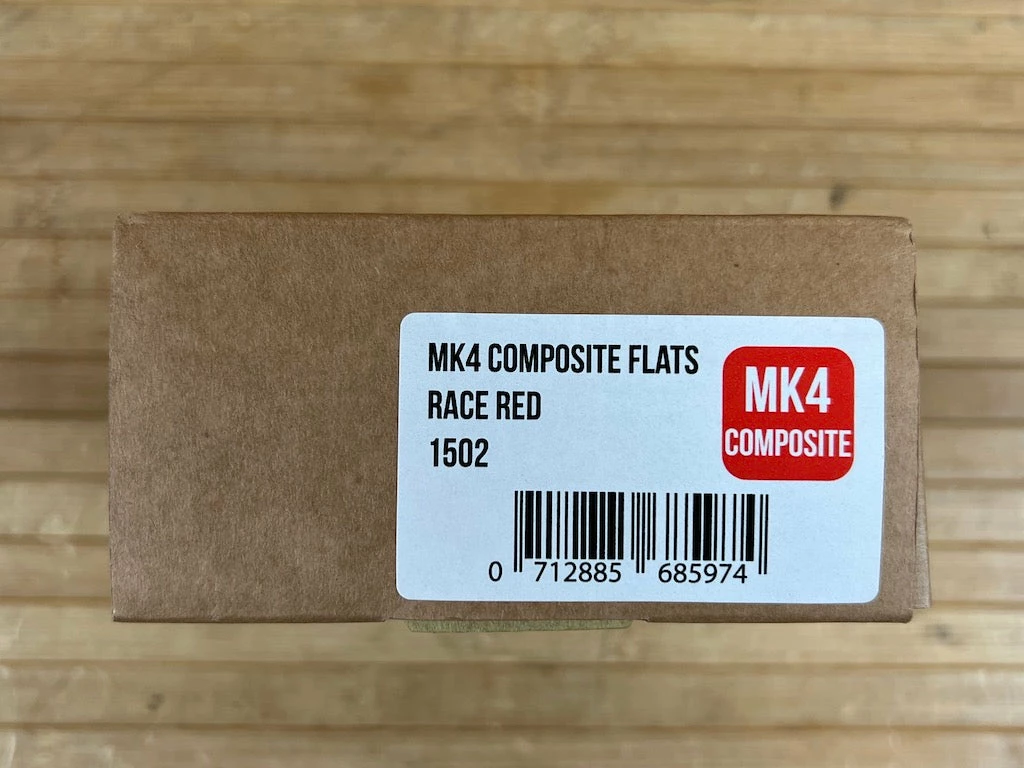 MK4 COMPOSITE FLATS
RACE RED
1502
MK4
COMPOSITE
0 712885 685974